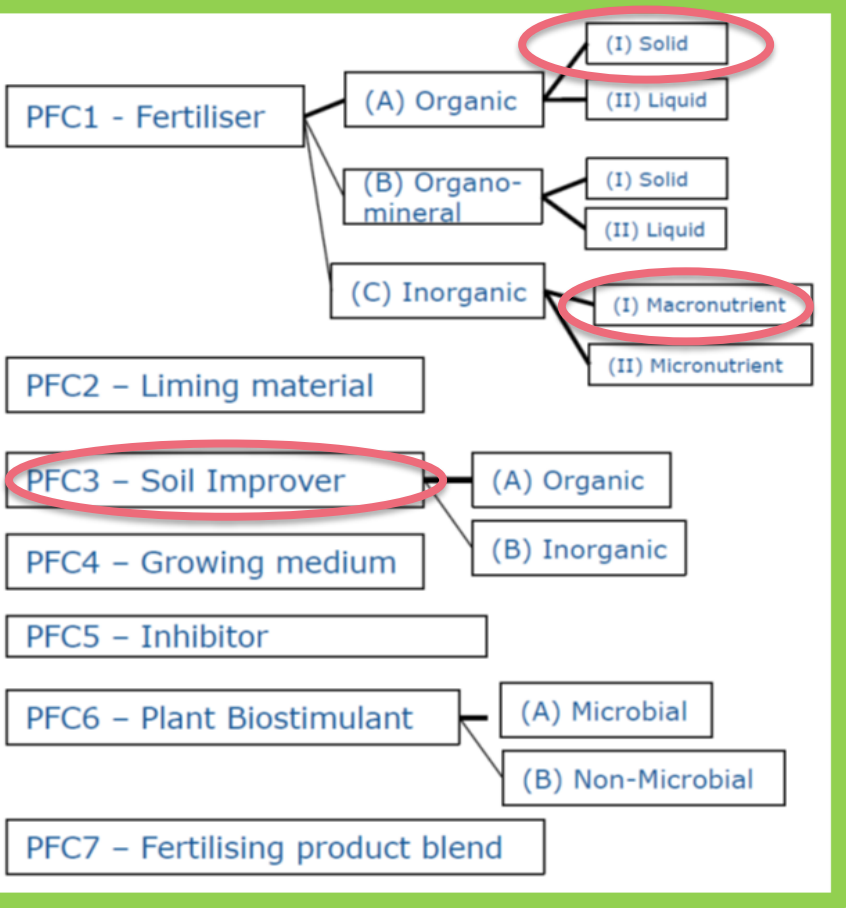 (I) Solid
PFC1 - Fertiliser
(A) Organic
(II) Liquid
(B) Organo-
mineral
(I) Solid
(II) Liquid
(C) Inorganic
(I) Macronutrient
(II) Micronutrient
PFC2 – Liming material
PFC3 – Soil Improver
(A) Organic
(B) Inorganic
PFC4 – Growing medium
PFC5 – Inhibitor
PFC6 – Plant Biostimulant
(A) Microbial
(B) Non-Microbial
PFC7 – Fertilising product blend